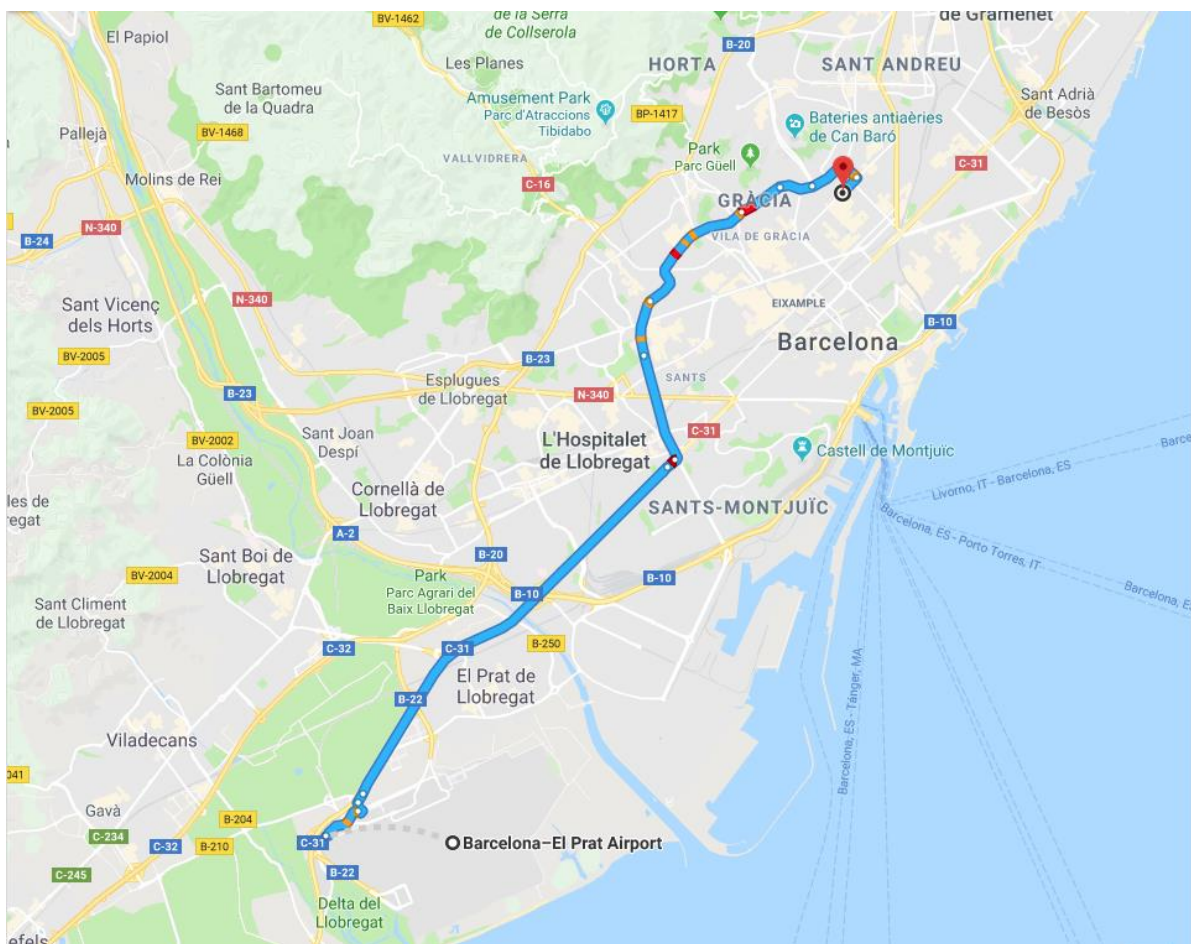 BV-1462
de la Serra
de Collserola
de Gramenet
El Papiol
B-20
Les Planes
HORTA
SANT ANDREU
Sant Bartomeu
de la Quadra
Amusement Park
Parc d'Atraccions
Tibidabo
BP-1417
Bateries antiaèries
de Can Baró
Sant Adrià
de Besòs
Pallejà
BV-1468
VALLVIDRERA
Park
Parc Güell
C-31
Molins de Rei
C-16
GRÀCIA
N-340
B-24
VILA DE GRÀCIA
Sant Vicenç
dels Horts
N-340
EIXAMPLE
B-10
Barcelona
BV-2005
B-23
SANTS
Esplugues
de Llobregat
B-23
N-340
BV-2005
BV-2002
Sant Joan
Despí
L'Hospitalet
de Llobregat
C-31
Castell de Montjuïc
La Colònia
Güell
Cornellà de
Llobregat
SANTS-MONTJUÏC
Livorno, IT - Barcelona, ES
Barcelona, ES - Porto Torres, IT
les de
A-2
Sant Boi de
Llobregat
B-20
BV-2004
Park
Parc Agrari del
Baix Llobregat
B-10
B-10
Sant Climent
de Llobregat
C-32
C-31
B-250
El Prat de
Llobregat
B-22
Barcelona, ES - Tánger, MA
Viladecans
041
Gavà
B-204
C-234
C-32
B-210
C-31
Barcelona–El Prat Airport
C-245
B-22
Delta del
Llobregat
efels